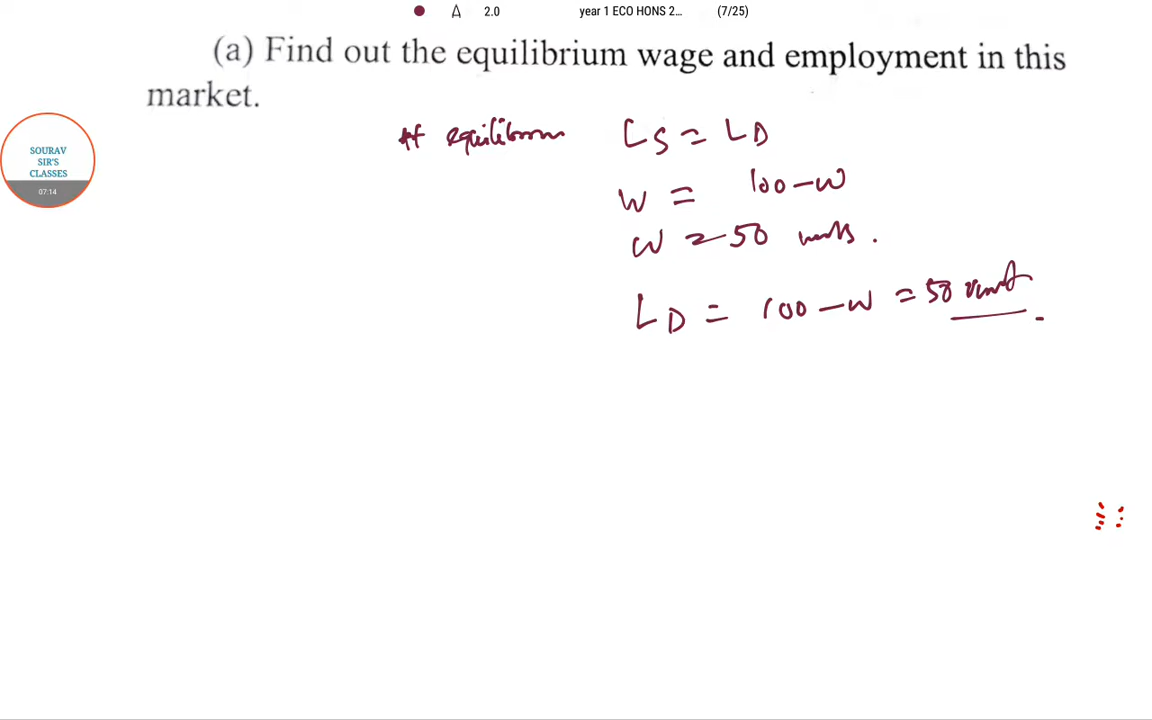 2.0 year 1 ECO HONS 2... (7/25)
(a) Find out the equilibrium wage and employment in this
market.
SOURAV
SIR'S
CLASSES
07:14
At equilibrium LS = LD
W = 100-W
W = 50
LD = 100-W = 50